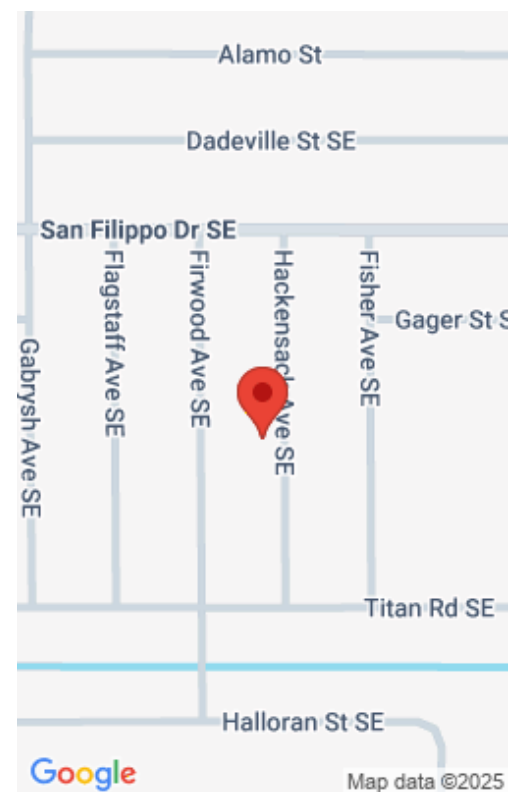 Alamo St
Dadeville St SE
San Filippo Dr SE
Flagstaff Ave SE
Firwood Ave SE
Hackensack Ave SE
Fisher Ave SE
Gager St S
Gabrysh Ave SE
Titan Rd SE
Halloran St SE
Google
Map data ©2025